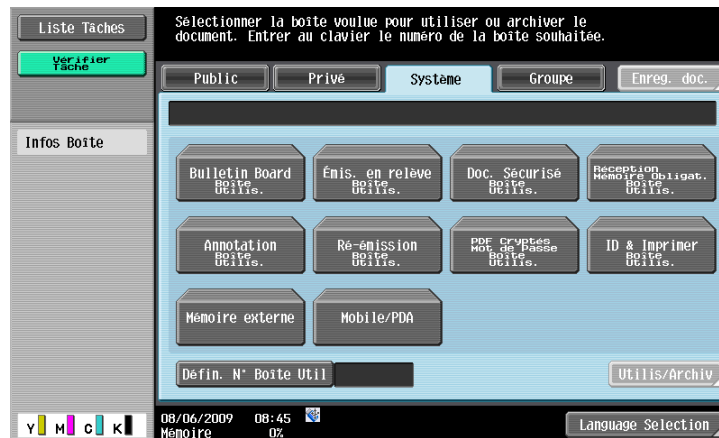 Liste Tâches
Vérifier
Tâche
Infos Boîte
Sélectionner la boîte voulue pour utiliser ou archiver le
document. Entrer au clavier le numéro de la boîte souhaitée.
Public
Privé
Système
Groupe
Enreg. doc.
Bulletin Board
Boîte
Utilis.
Émis. en relève
Boîte
Utilis.
Doc. Sécurisé
Boîte
Utilis.
Réception
Mémoire Obligat.
Boîte
Utilis.
Annotation
Boîte
Utilis.
Ré-émission
Boîte
Utilis.
PDF Cryptés
Mot de Passe
Boîte
Utilis.
ID & Imprimer
Boîte
Utilis.
Mémoire externe
Mobile/PDA
Défin. N° Boîte Util
Utilis/Archiv
Y M C K
08/06/2009 08:45
Mémoire 0%
Language Selection